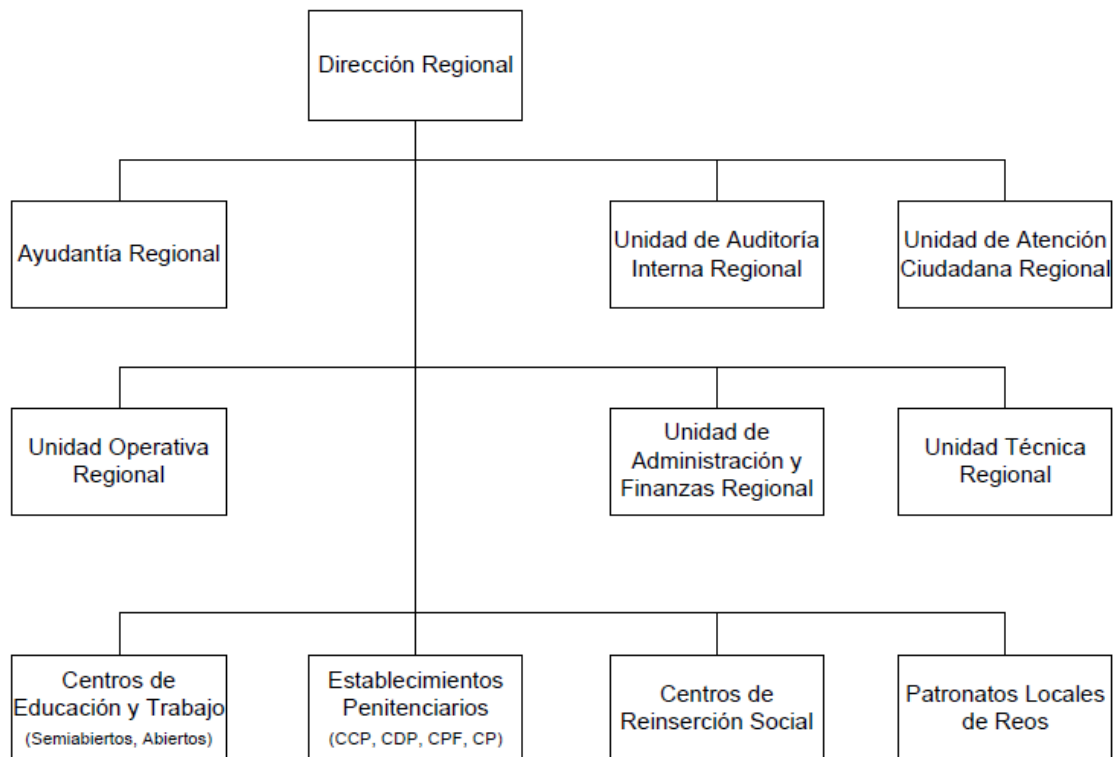 Dirección Regional
Ayudantía Regional
Unidad de Auditoría
Interna Regional
Unidad de Atención
Ciudadana Regional
Unidad Operativa
Regional
Unidad de
Administración y
Finanzas Regional
Unidad Técnica
Regional
Centros de
Educación y Trabajo
(Semiabiertos, Abiertos)
Establecimientos
Penitenciarios
(CCP, CDP, CPF, CP)
Centros de
Reinserción Social
Patronatos Locales
de Reos